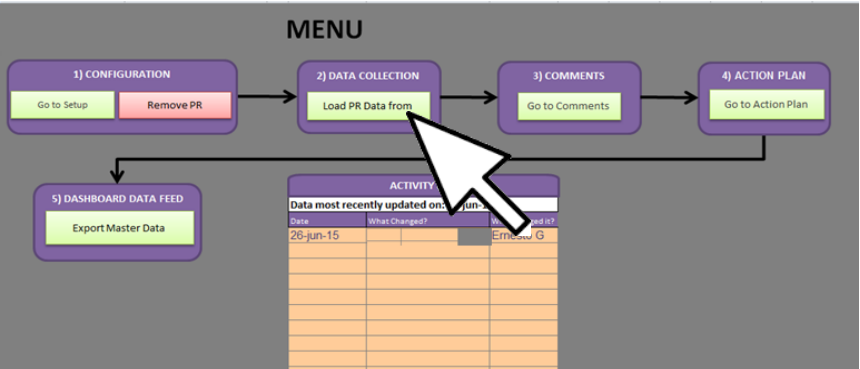 MENU
1) CONFIGURATION
Go to Setup
Remove PR
2) DATA COLLECTION
Load PR Data from
3) COMMENTS
Go to Comments
4) ACTION PLAN
Go to Action Plan
5) DASHBOARD DATA FEED
Export Master Data
ACTIVITY
Data most recently updated on:
Date What Changed? it?
26-jun-15 G